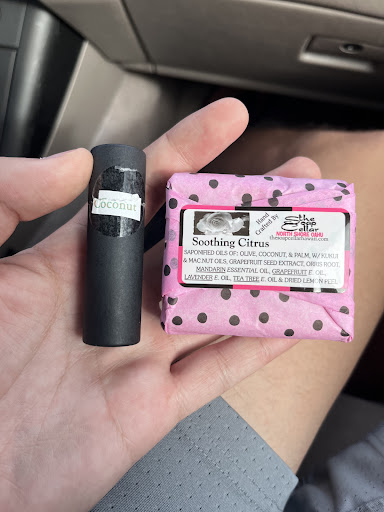 Coconut
Hand
Crafted By
the
Soap
Cellar
NORTH SHORE OAHU
thesoapcellarhawaii.com
Soothing Citrus
SAPONIFIED OILS OF: OLIVE, COCONUT, & PALM, W/ KUKUI
& MAC.NUT OILS, GRAPEFRUIT SEED EXTRACT, ORRIS ROOT,
MANDARIN ESSENTIAL OIL, GRAPEFRUIT E. OIL,
LAVENDER E. OIL, TEA TREE E. OIL & DRIED LEMON PEEL